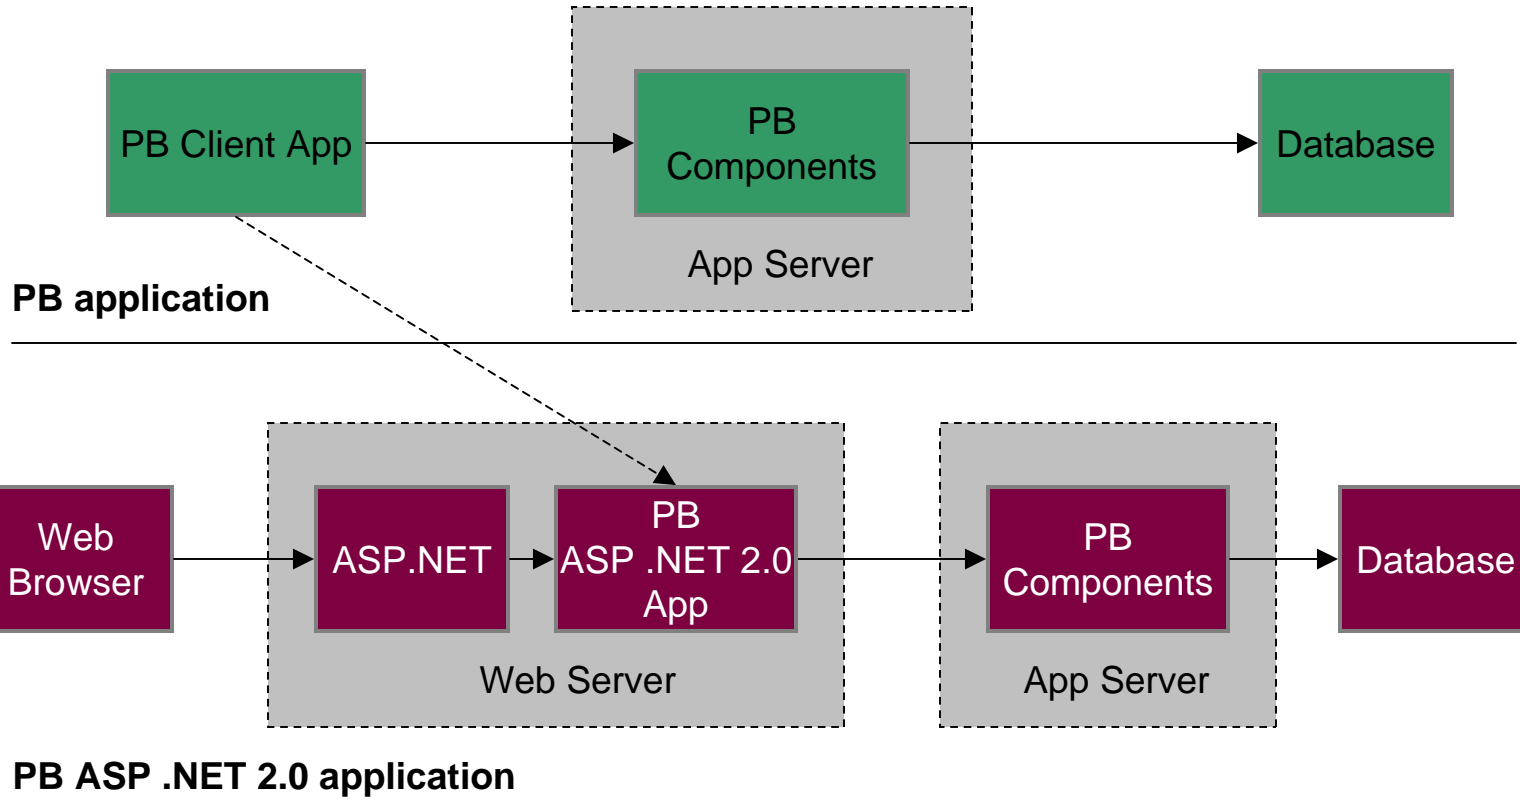 PB Client App
PB
Components
Database
App Server
PB application
Web
Browser
ASP.NET
PB
ASP .NET 2.0
App
PB
Components
Database
Web Server
App Server
PB ASP .NET 2.0 application